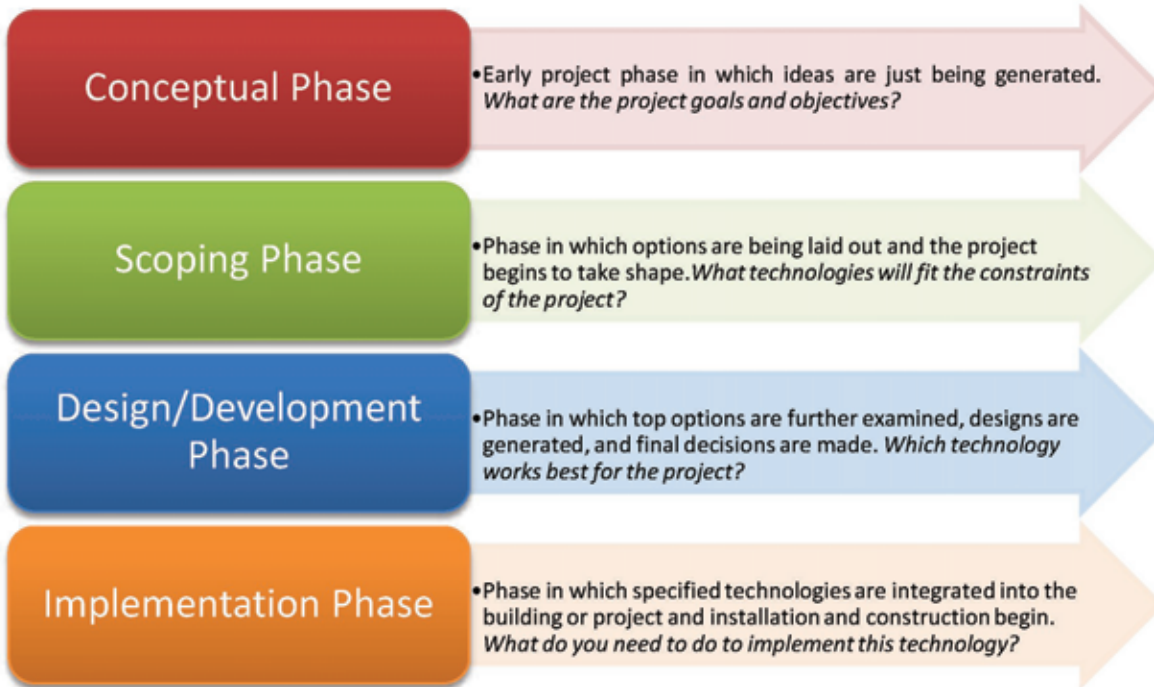 Conceptual Phase
•Early project phase in which ideas are just being generated.
What are the project goals and objectives?
Scoping Phase
•Phase in which options are being laid out and the project
begins to take shape.What technologies will fit the constraints
of the project?
Design/Development
Phase
•Phase in which top options are further examined, designs are
generated, and final decisions are made. Which technology
works best for the project?
Implementation Phase
•Phase in which specified technologies are integrated into the
building or project and installation and construction begin.
What do you need to do to implement this technology?